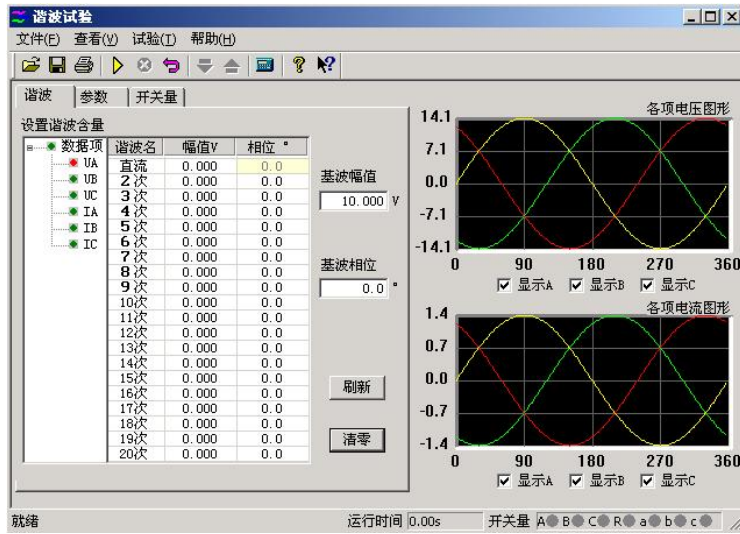 谐波试验
文件(F) 查看(V) 试验(T) 帮助(H)
谐波 参数 开关量
设置谐波含量
数据项
UA
UB
UC
IA
IB
IC
谐波名 幅值V 相位 °
直流 0.000 0.0
2次 0.000 0.0
3次 0.000 0.0
4次 0.000 0.0
5次 0.000 0.0
6次 0.000 0.0
7次 0.000 0.0
8次 0.000 0.0
9次 0.000 0.0
10次 0.000 0.0
11次 0.000 0.0
12次 0.000 0.0
13次 0.000 0.0
14次 0.000 0.0
15次 0.000 0.0
16次 0.000 0.0
17次 0.000 0.0
18次 0.000 0.0
19次 0.000 0.0
20次 0.000 0.0
基波幅值
10.000 V
基波相位
0.0 °
刷新
清零
各项电压图形
14.1
7.1
0.0
-7.1
-14.1
0 90 180 270 360
显示A 显示B 显示C
各项电流图形
1.4
0.7
0.0
-0.7
-1.4
0 90 180 270 360
显示A 显示B 显示C
就绪 运行时间 0.00s 开关量 A B C R a b c